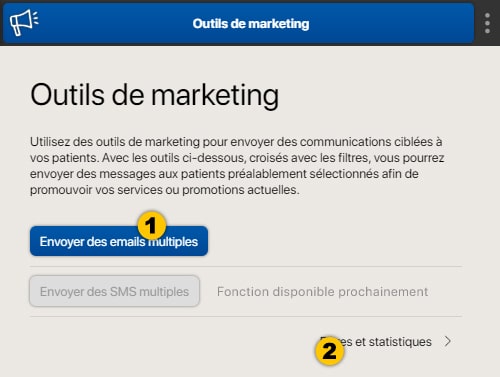 Outils de marketing
Outils de marketing
Utilisez des outils de marketing pour envoyer des communications ciblées à
vos patients. Avec les outils ci-dessous, croisés avec les filtres, vous pourrez
envoyer des messages aux patients préalablement sélectionnés afin de
promouvoir vos services ou promotions actuelles.
1
Envoyer des emails multiples
Envoyer des SMS multiples Fonction disponible prochainement
2 et statistiques